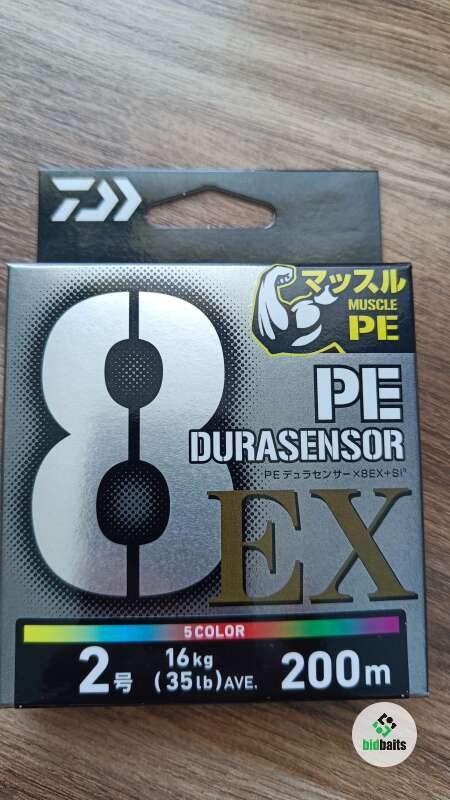 マッスル
MUSCLE
PE
8
PE
DURASENSOR
PEデュラセンサー×8EX+Si³
EX
5COLOR
2号 16kg (35lb) AVE. 200m
bidbaits